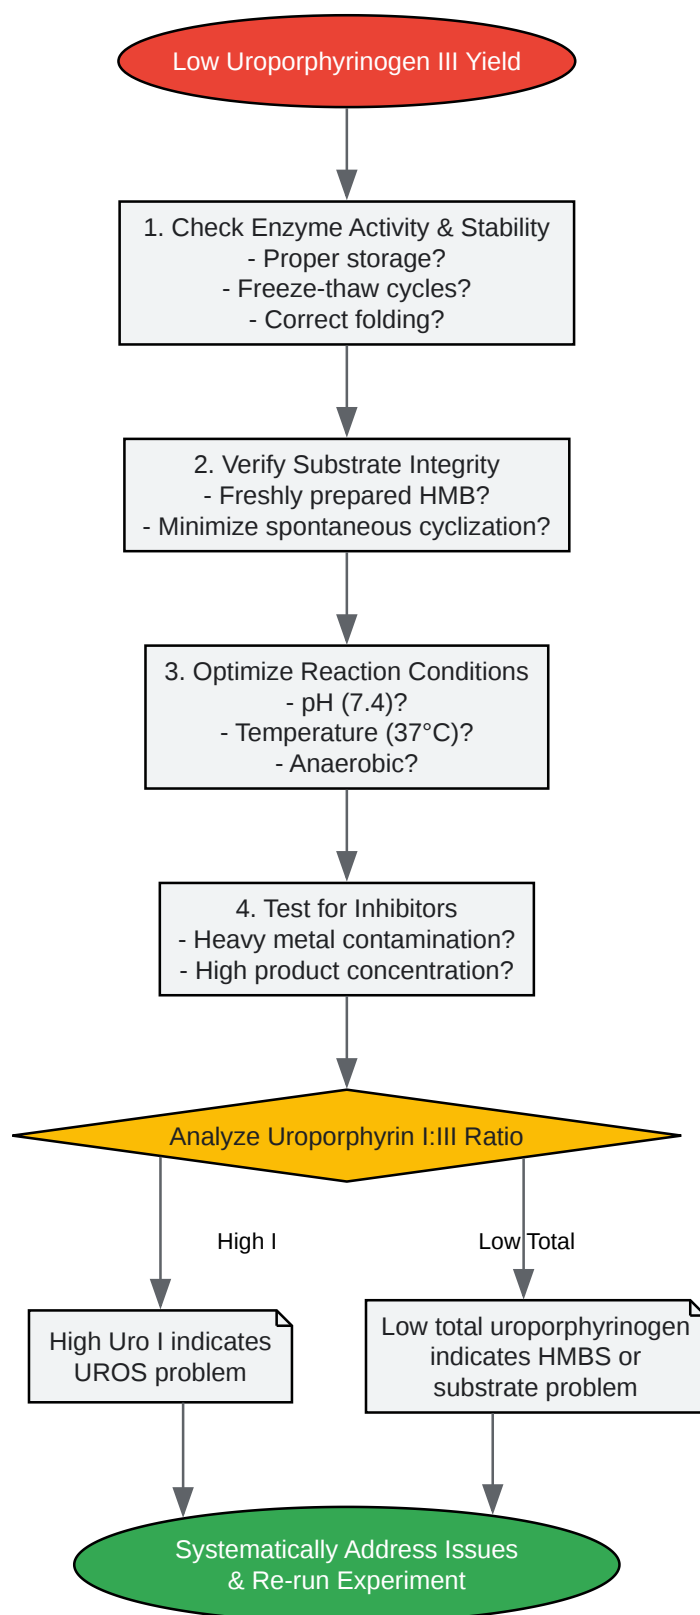 Low Uroporphyrinogen III Yield
1. Check Enzyme Activity & Stability
- Proper storage?
- Freeze-thaw cycles?
- Correct folding?
2. Verify Substrate Integrity
- Freshly prepared HMB?
- Minimize spontaneous cyclization?
3. Optimize Reaction Conditions
- pH (7.4)?
- Temperature (37°C)?
- Anaerobic?
4. Test for Inhibitors
- Heavy metal contamination?
- High product concentration?
Analyze Uroporphyrin I:III Ratio
High I
Low Total
High Uro I indicates
UROS problem
Low total uroporphyrinogen
indicates HMBS or
substrate problem
Systematically Address Issues
& Re-run Experiment